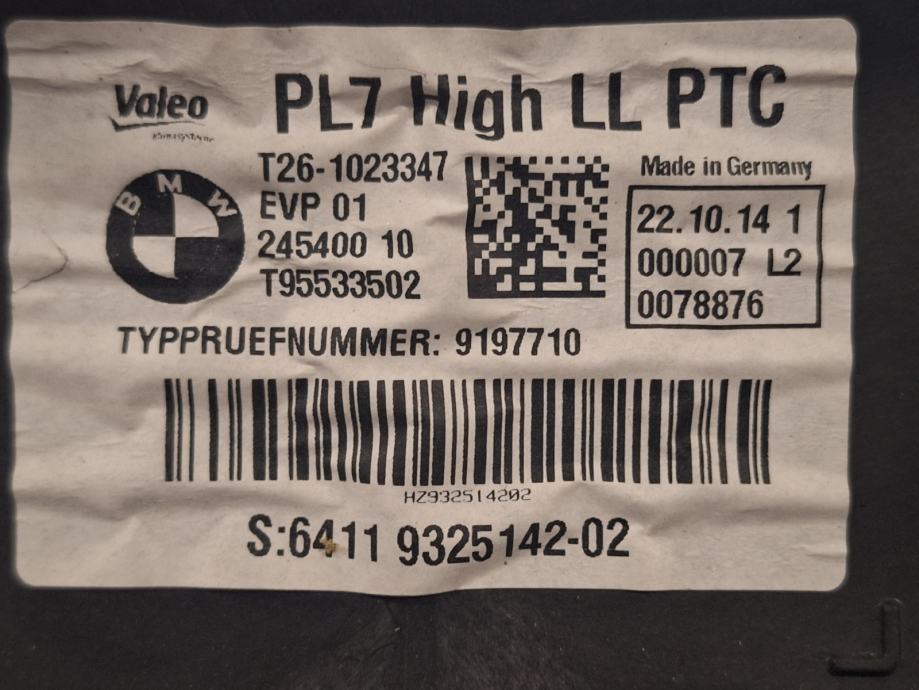 Valeo
PL7 High LL PTC
BMW
T26-1023347
EVP 01
245400 10
T95533502
Made in Germany
22.10.14 1
000007 L2
0078876
TYPPRUEFNUMMER: 9197710
HZ932514202
S:6411 9325142-02